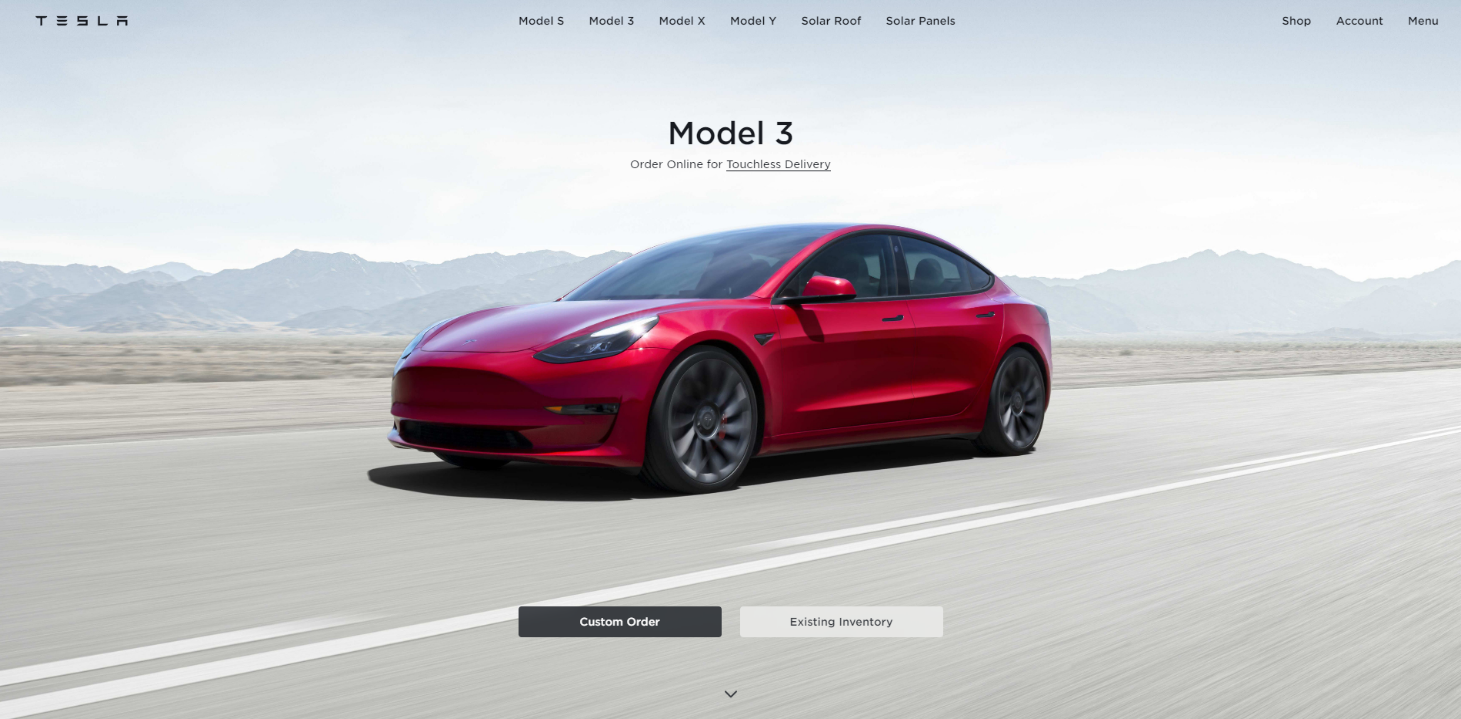 TESLA Model S Model 3 Model X Model Y Solar Roof Solar Panels Shop Account Menu
Model 3
Order Online for Touchless Delivery
Custom Order Existing Inventory